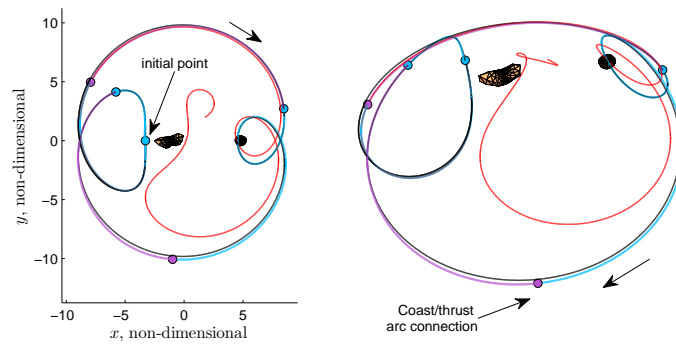 10
5
0
−5
−10
y, non-dimensional
−10
−5
0
5
x, non-dimensional
initial point
Coast/thrust
arc connection